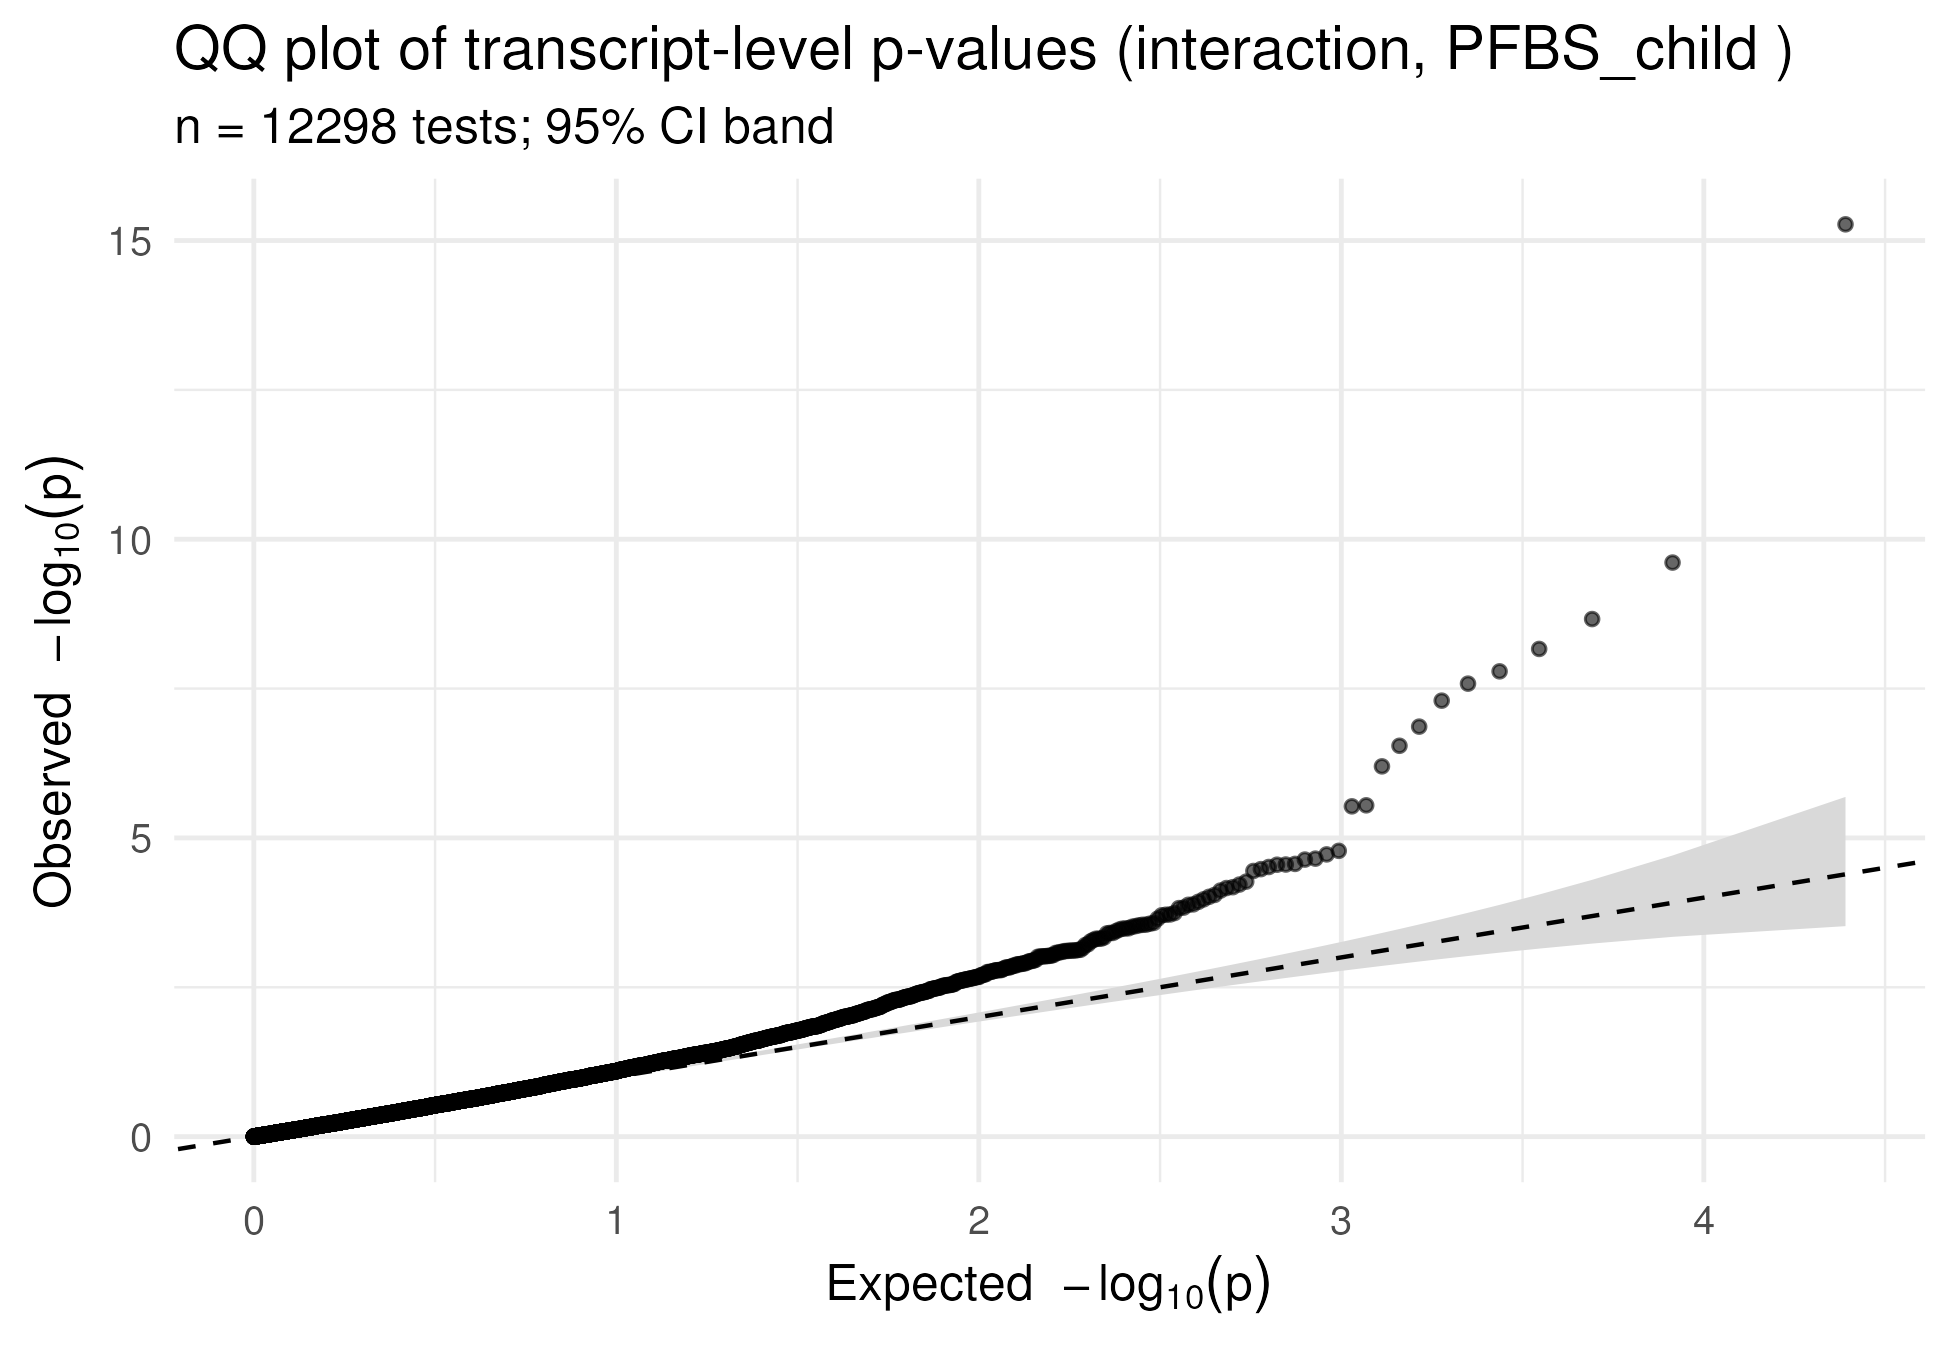 QQ plot of transcript-level p-values (interaction, PFBS_child )
n = 12298 tests; 95% CI band
Observed −log₁₀(p)
15
10
5
0
0 1 2 3 4
Expected −log₁₀(p)